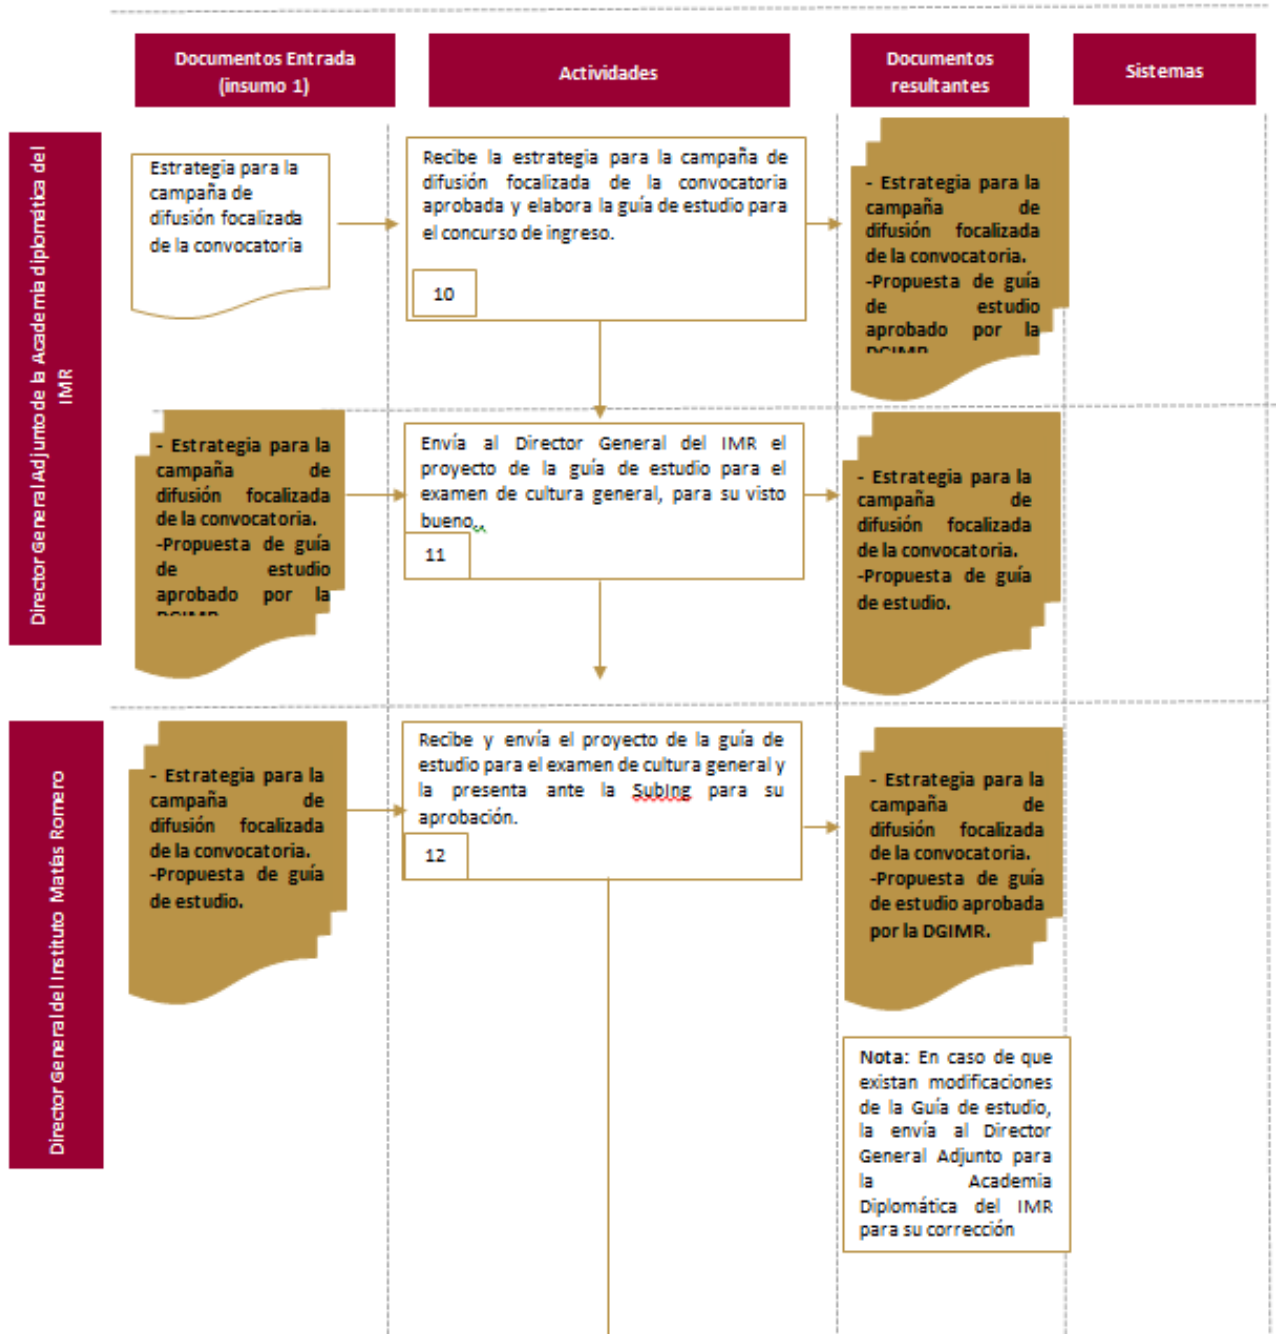 Documentos Entrada
(insumo 1)
Actividades
Documentos
resultantes
Sistemas
Director General Adjunto de la Academia diplomática del
IMR
Estrategia para la
campaña de
difusión focalizada
de la convocatoria
Recibe la estrategia para la campaña de
difusión focalizada de la convocatoria
aprobada y elabora la guía de estudio para
el concurso de ingreso.
10
- Estrategia para la
campaña de
difusión focalizada
de la convocatoria.
-Propuesta de guía
de estudio
aprobado por la
DGIMR
- Estrategia para la
campaña de
difusión focalizada
de la convocatoria.
-Propuesta de guía
de estudio
aprobado por la
DGIMR
Envía al Director General del IMR el
proyecto de la guía de estudio para el
examen de cultura general, para su visto
bueno..
11
- Estrategia para la
campaña de
difusión focalizada
de la convocatoria.
-Propuesta de guía
de estudio.
Director General del Instituto Matías Romero
- Estrategia para la
campaña de
difusión focalizada
de la convocatoria.
-Propuesta de guía
de estudio.
Recibe y envía el proyecto de la guía de
estudio para el examen de cultura general y
la presenta ante la SubIng para su
aprobación.
12
- Estrategia para la
campaña de
difusión focalizada
de la convocatoria.
-Propuesta de guía
de estudio aprobada
por la DGIMR.
Nota: En caso de que
existan modificaciones
de la Guía de estudio,
la envía al Director
General Adjunto para
la Academia
Diplomática del IMR
para su corrección